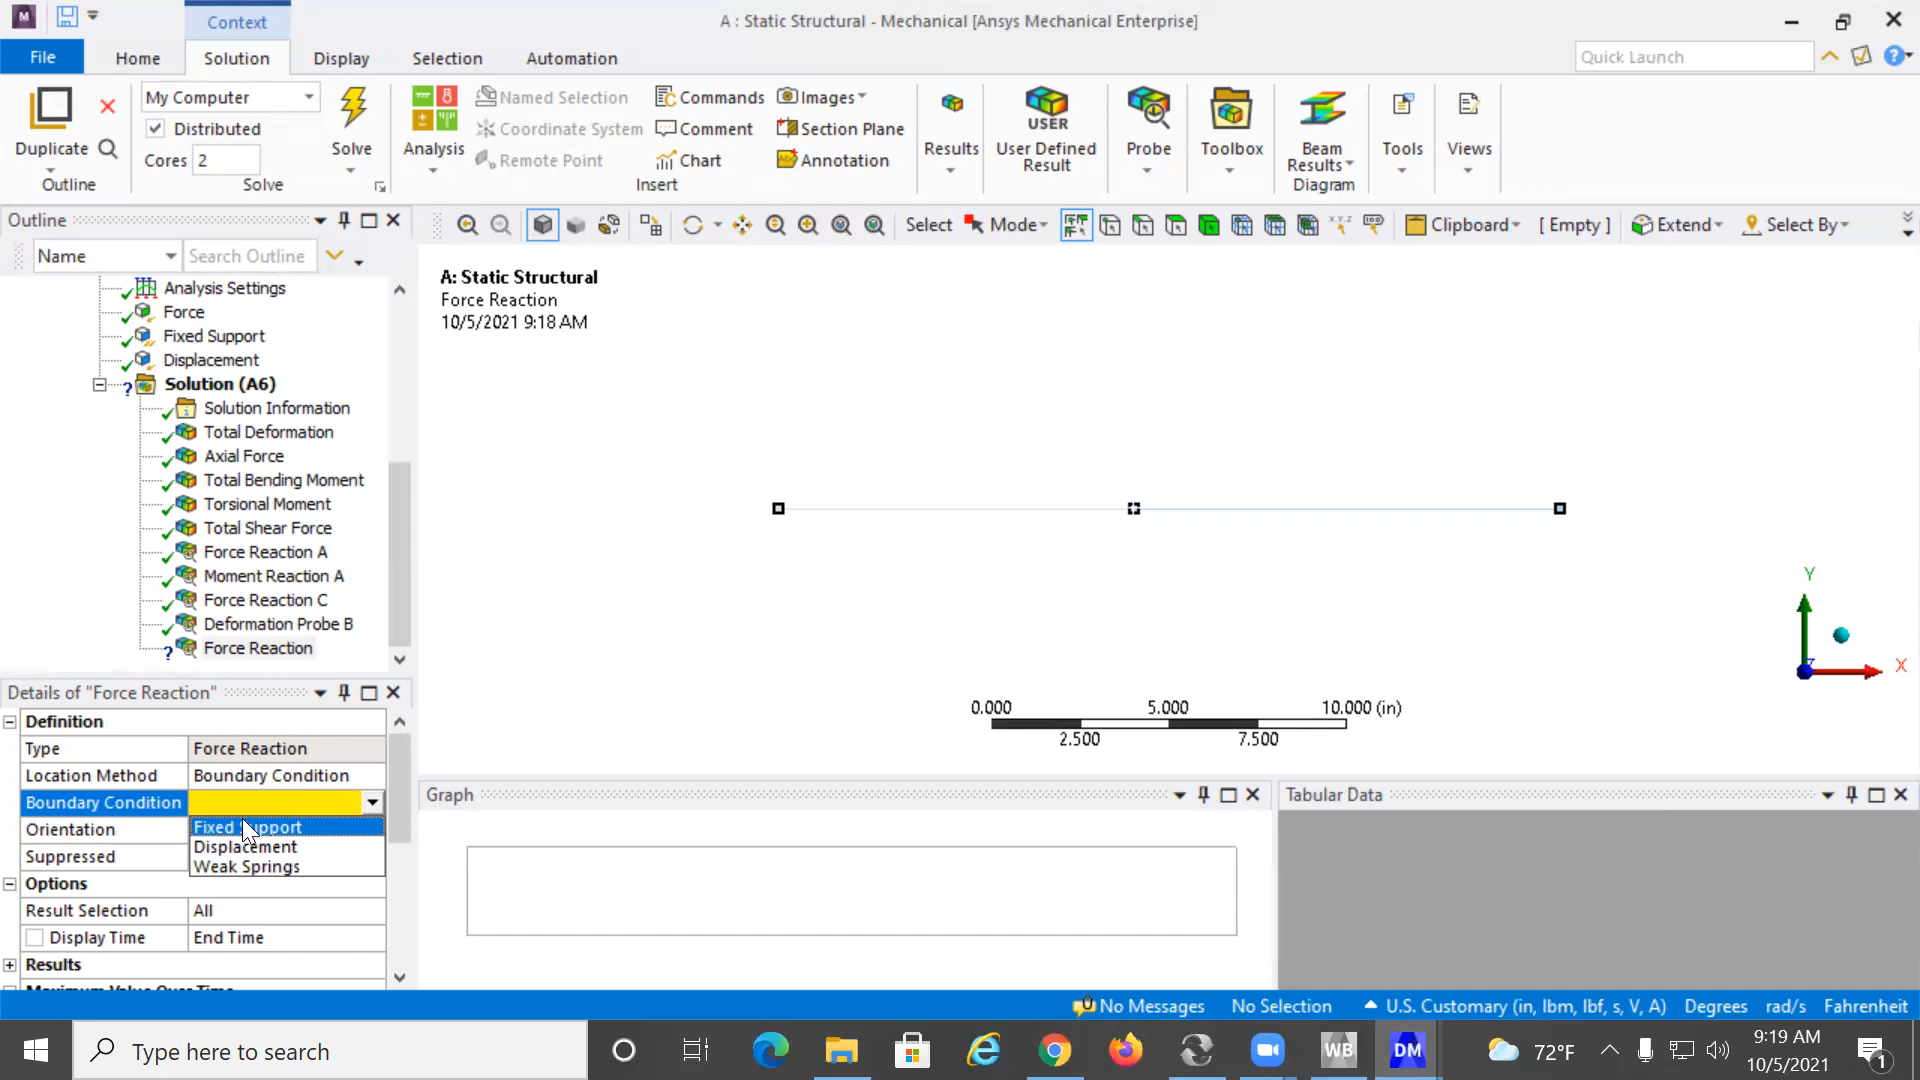 M
Context
A : Static Structural - Mechanical [Ansys Mechanical Enterprise]
File
Home
Solution
Display
Selection
Automation
Quick Launch
Duplicate
Outline
My Computer
Distributed
Cores 2
Solve
Solve
Analysis
Named Selection
Coordinate System
Remote Point
Commands
Comment
Chart
Images
Section Plane
Annotation
Insert
Results
USER
User Defined
Result
Probe
Toolbox
Beam
Results
Diagram
Tools
Views
Outline
Select
Mode
Clipboard
[ Empty ]
Extend
Select By
Name
Search Outline
Analysis Settings
Force
Fixed Support
Displacement
Solution (A6)
Solution Information
Total Deformation
Axial Force
Total Bending Moment
Torsional Moment
Total Shear Force
Force Reaction A
Moment Reaction A
Force Reaction C
Deformation Probe B
Force Reaction
A: Static Structural
Force Reaction
10/5/2021 9:18 AM
Y
X
0.000
5.000
10.000 (in)
2.500
7.500
Details of "Force Reaction"
Definition
Type
Force Reaction
Location Method
Boundary Condition
Boundary Condition
Orientation
Suppressed
Fixed Support
Displacement
Weak Springs
Options
Result Selection
All
Display Time
End Time
Results
Maximum Value Over Time
Graph
Tabular Data
No Messages
No Selection
U.S. Customary (in, lbm, lbf, s, V, A)
Degrees
rad/s
Fahrenheit
Type here to search
WB
DM
72°F
9:19 AM
10/5/2021
1